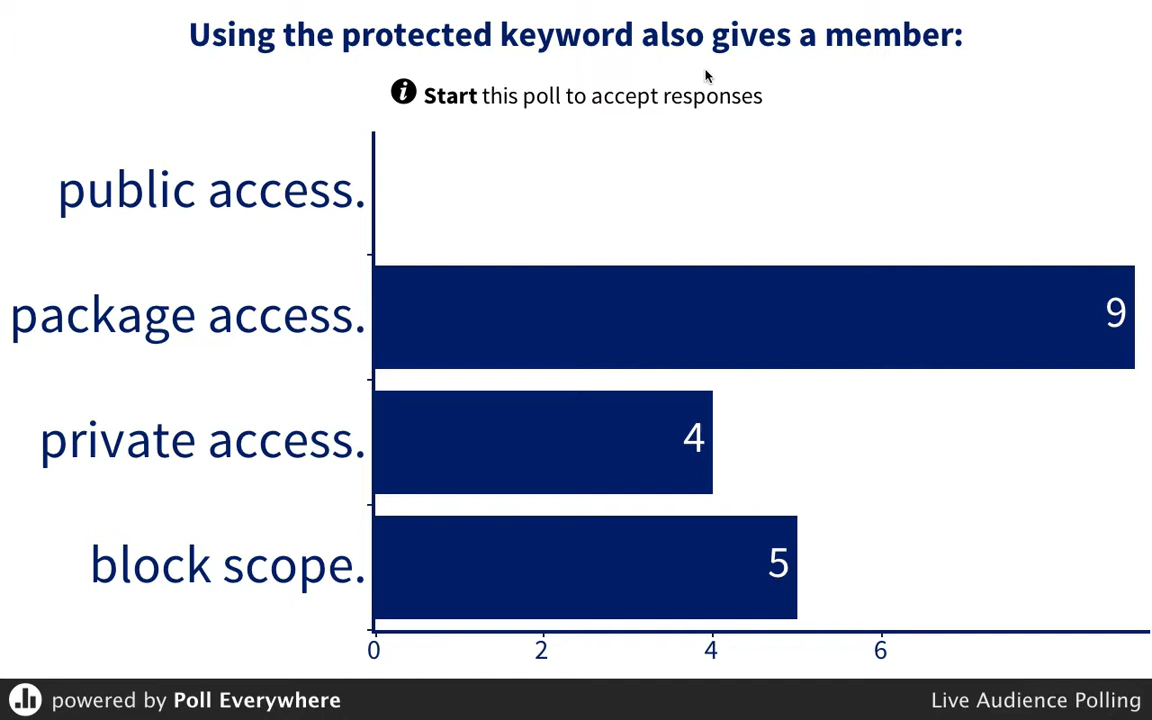 Using the protected keyword also gives a member:
Start this poll to accept responses
public access.
package access.
9
private access.
4
block scope.
5
0 2 4 6
powered by Poll Everywhere
Live Audience Polling